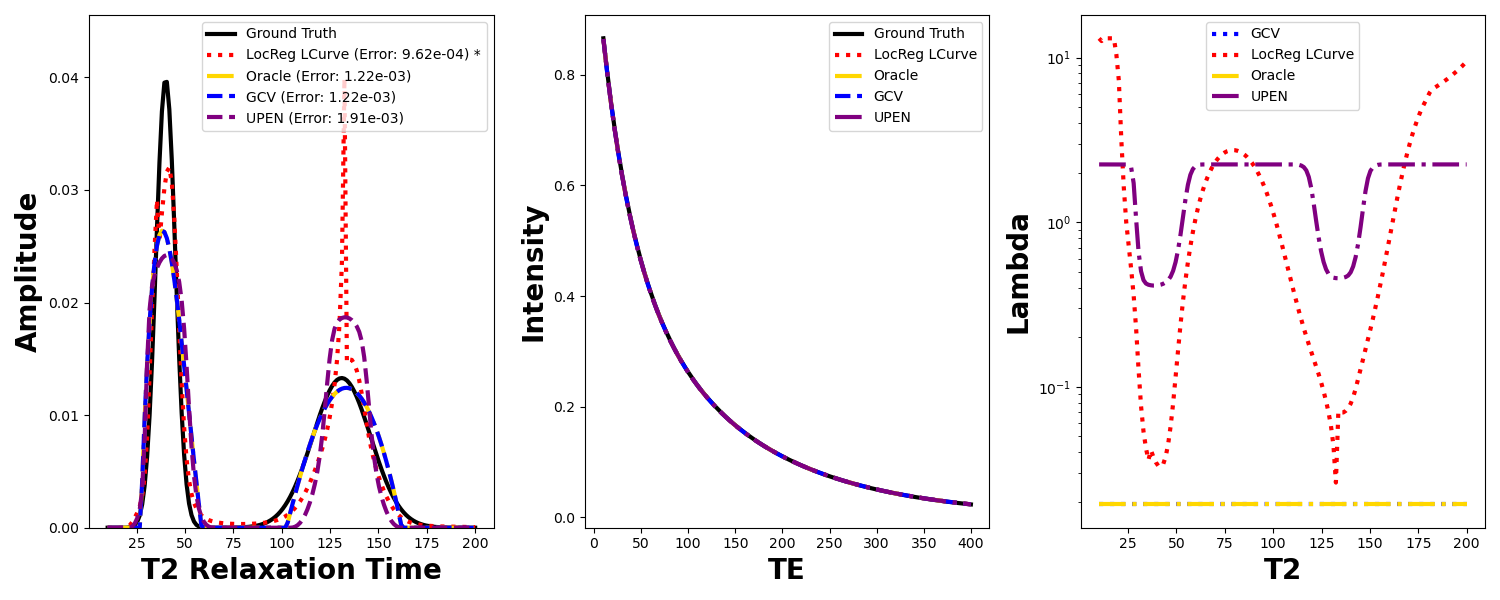 Amplitude
0.04
0.03
0.02
0.01
0.00
25 50 75 100 125 150 175 200
T2 Relaxation Time
Ground Truth
LocReg LCurve (Error: 9.62e-04) *
Oracle (Error: 1.22e-03)
GCV (Error: 1.22e-03)
UPEN (Error: 1.91e-03)
Intensity
0.8
0.6
0.4
0.2
0.0
0 50 100 150 200 250 300 350 400
TE
Ground Truth
LocReg LCurve
Oracle
GCV
UPEN
Lambda
10¹
10⁰
10⁻¹
25 50 75 100 125 150 175 200
T2
GCV
LocReg LCurve
Oracle
UPEN